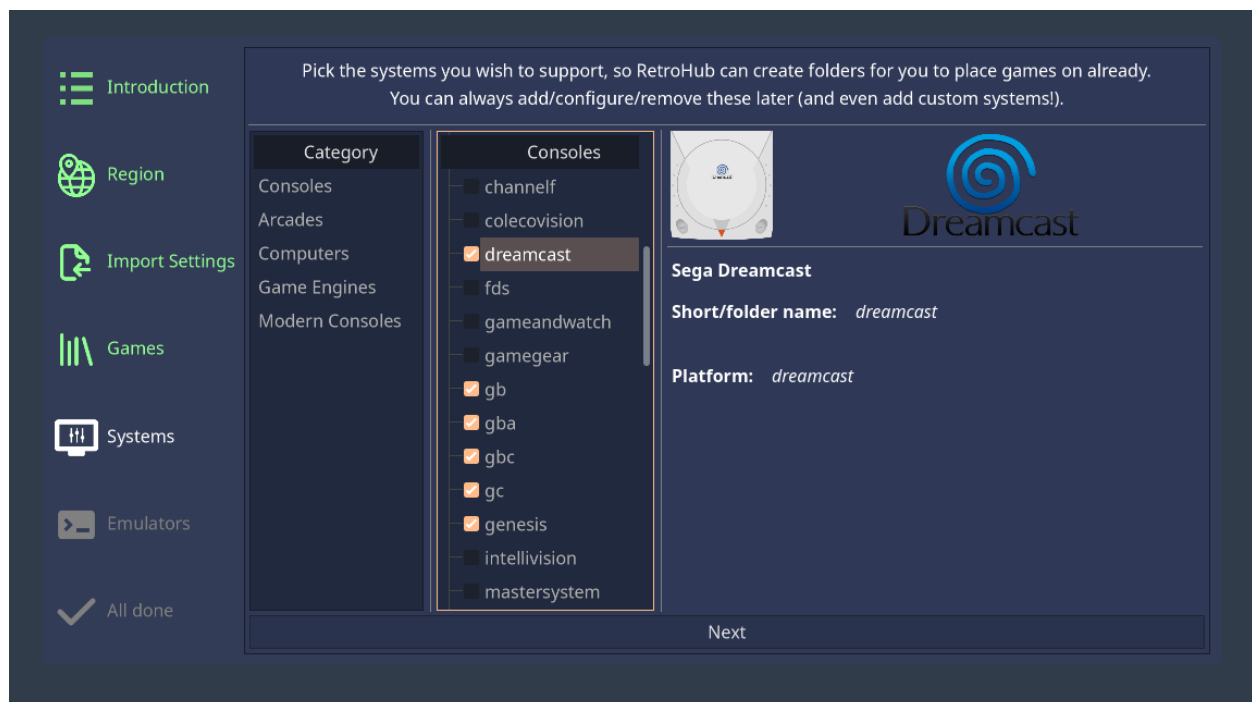 Introduction
Region
Import Settings
Games
Systems
Emulators
All done
Pick the systems you wish to support, so RetroHub can create folders for you to place games on already.
You can always add/configure/remove these later (and even add custom systems!).
Category
Consoles
Arcades
Computers
Game Engines
Modern Consoles
Consoles
channelf
colecovision
dreamcast
fds
gameandwatch
gamegear
gb
gba
gbc
gc
genesis
intellivision
mastersystem
Dreamcast
Dreamcast
Sega Dreamcast
Short/folder name: dreamcast
Platform: dreamcast
Next